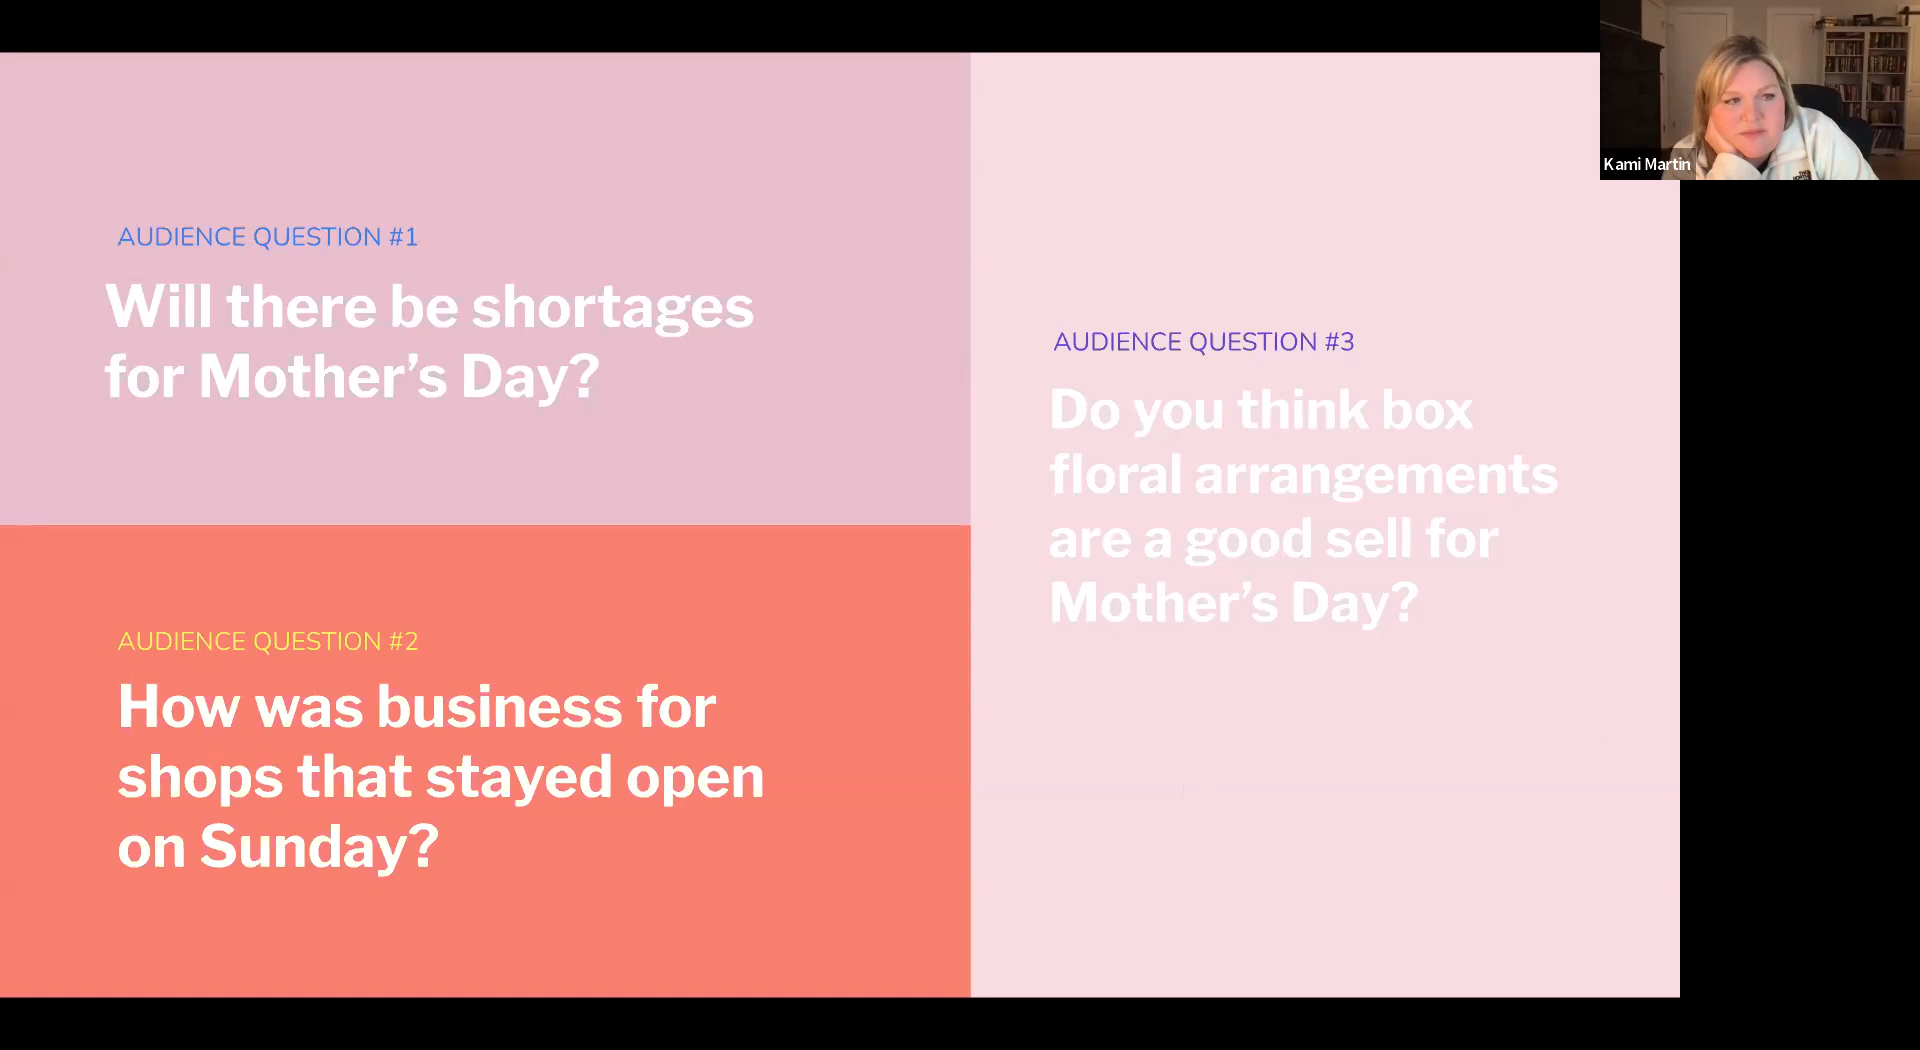 AUDIENCE QUESTION #1
Will there be shortages
for Mother’s Day?
AUDIENCE QUESTION #2
How was business for
shops that stayed open
on Sunday?
AUDIENCE QUESTION #3
Do you think box
floral arrangements
are a good sell for
Mother’s Day?
Kami Martin